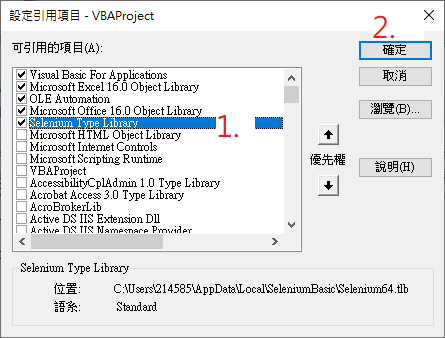 設定引用項目 - VBAProject
2.
可引用的項目(A):
確定
Visual Basic For Applications
Microsoft Excel 16.0 Object Library
OLE Automation
Microsoft Office 16.0 Object Library
Selenium Type Library
1.
Microsoft HTML Object Library
Microsoft Internet Controls
Microsoft Scripting Runtime
VBAProject
AccessibilityCplAdmin 1.0 Type Library
Acrobat Access 3.0 Type Library
AcroBrokerLib
Active DS IIS Extension Dll
Active DS IIS Namespace Provider
取消
瀏覽(B)...
優先權
說明(H)
Selenium Type Library
位置: C:\Users\214585\AppData\Local\SeleniumBasic\Selenium64.tlb
語系: Standard